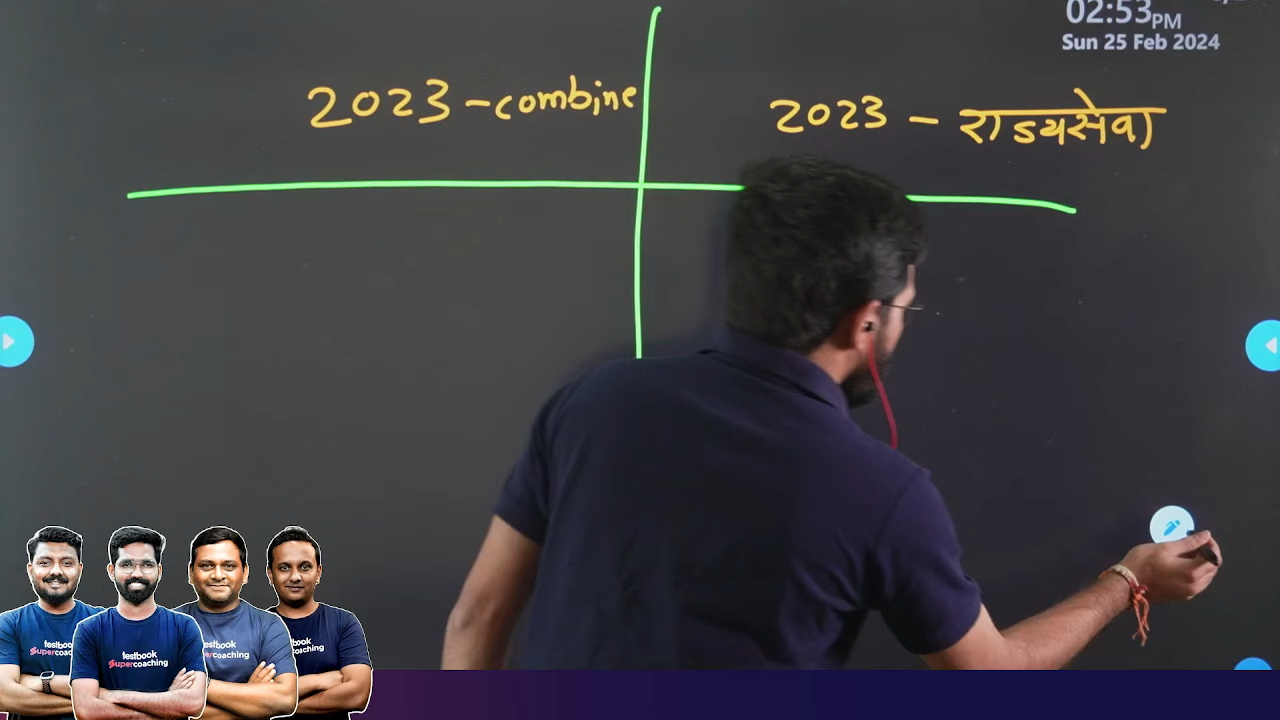 02:53PM
Sun 25 Feb 2024
2023 - combine
2023 - राज्यसेवा
testbook
Supercoaching
testbook
Supercoaching
testbook
Supercoaching
testbook
Supercoaching